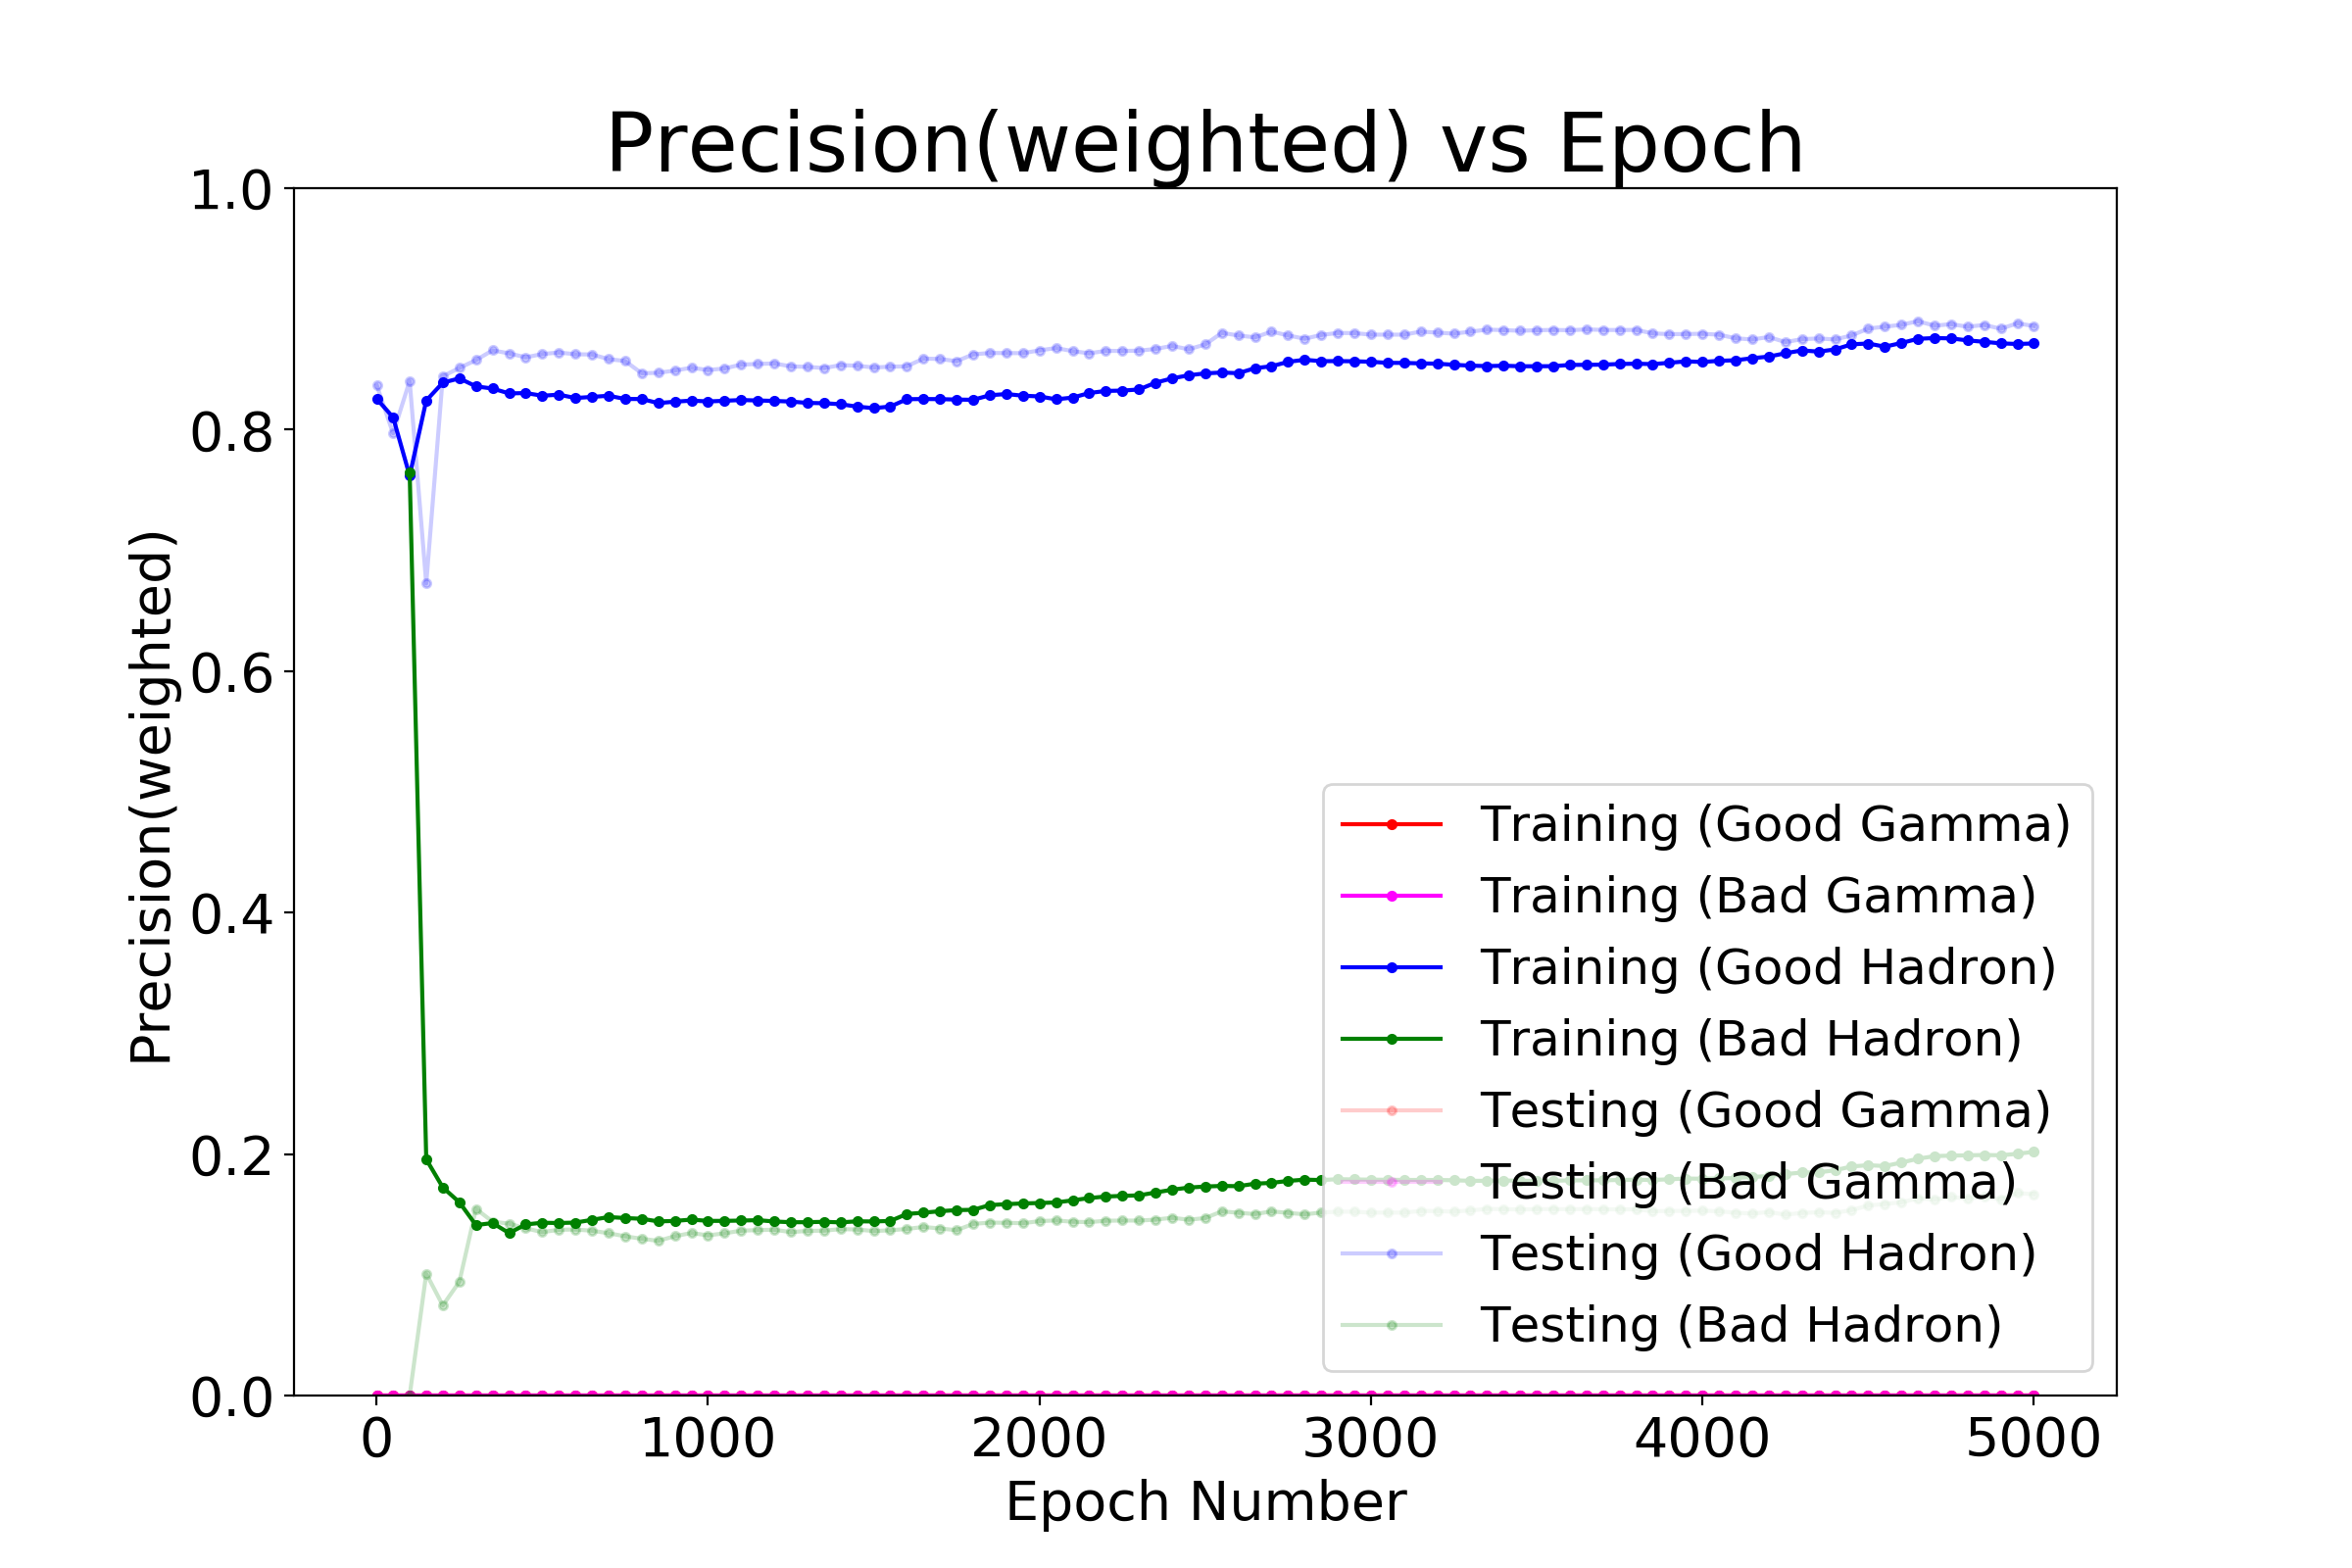 Precision(weighted) vs Epoch
1.0
0.8
0.6
0.4
0.2
0.0
Precision(weighted)
Training (Good Gamma)
Training (Bad Gamma)
Training (Good Hadron)
Training (Bad Hadron)
Testing (Good Gamma)
Testing (Bad Gamma)
Testing (Good Hadron)
Testing (Bad Hadron)
0 1000 2000 3000 4000 5000
Epoch Number